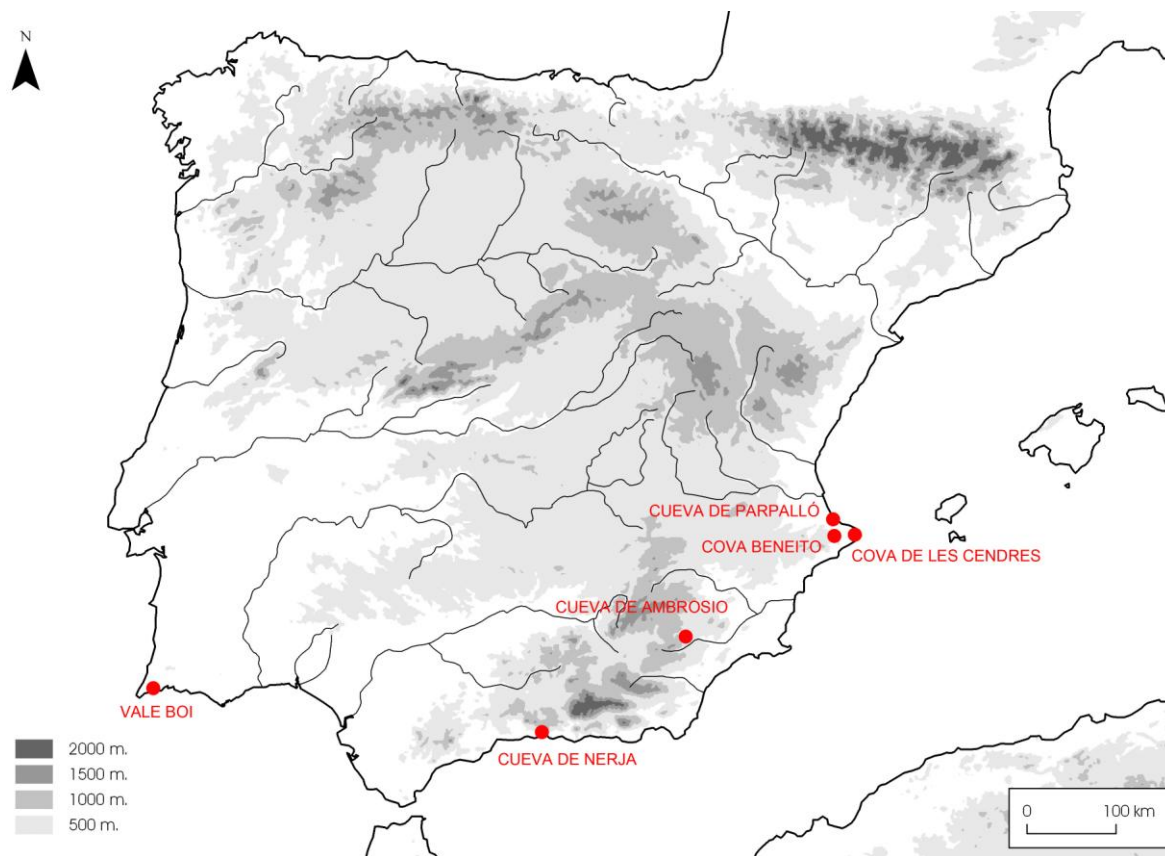 N
CUEVA DE PARPALLÓ
COVA BENEITO
COVA DE LES CENDRES
CUEVA DE AMBROSIO
VALE BOI
CUEVA DE NERJA
2000 m.
1500 m.
1000 m.
500 m.
0 100 km